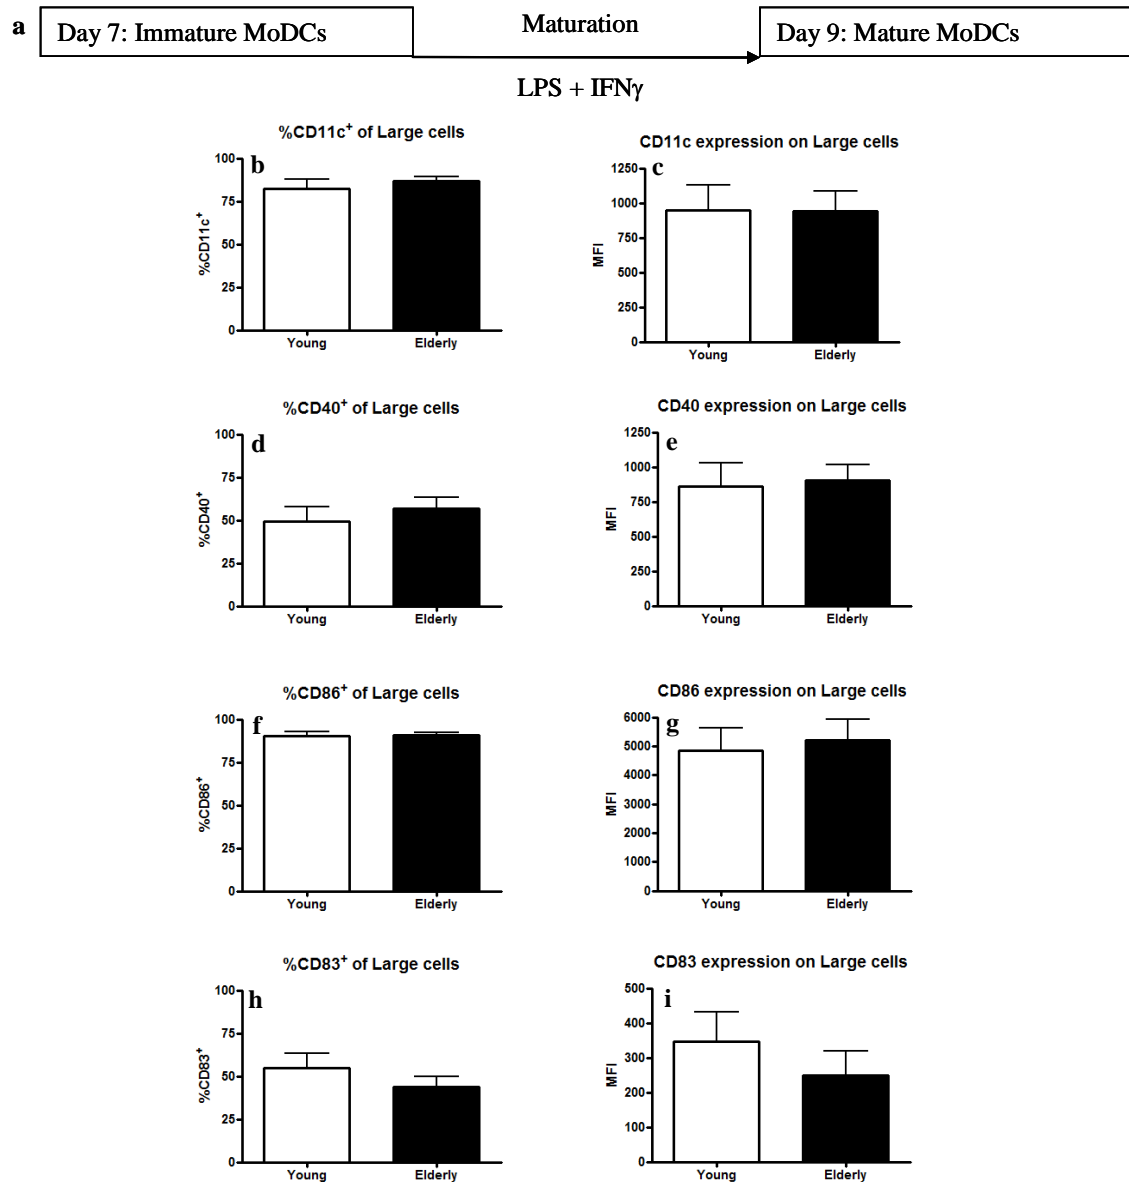 a
Day 7: Immature MoDCs
Maturation
Day 9: Mature MoDCs
LPS + IFNγ
%CD11c+ of Large cells
b
%CD11c+
100
75
50
25
0
Young Elderly
CD11c expression on Large cells
c
MFI
1250
1000
750
500
250
0
Young Elderly
%CD40+ of Large cells
d
%CD40+
100
75
50
25
0
Young Elderly
CD40 expression on Large cells
e
MFI
1250
1000
750
500
250
0
Young Elderly
%CD86+ of Large cells
f
%CD86+
100
75
50
25
0
Young Elderly
CD86 expression on Large cells
g
MFI
6000
5000
4000
3000
2000
1000
0
Young Elderly
%CD83+ of Large cells
h
%CD83+
100
75
50
25
0
Young Elderly
CD83 expression on Large cells
i
MFI
500
400
300
200
100
0
Young Elderly